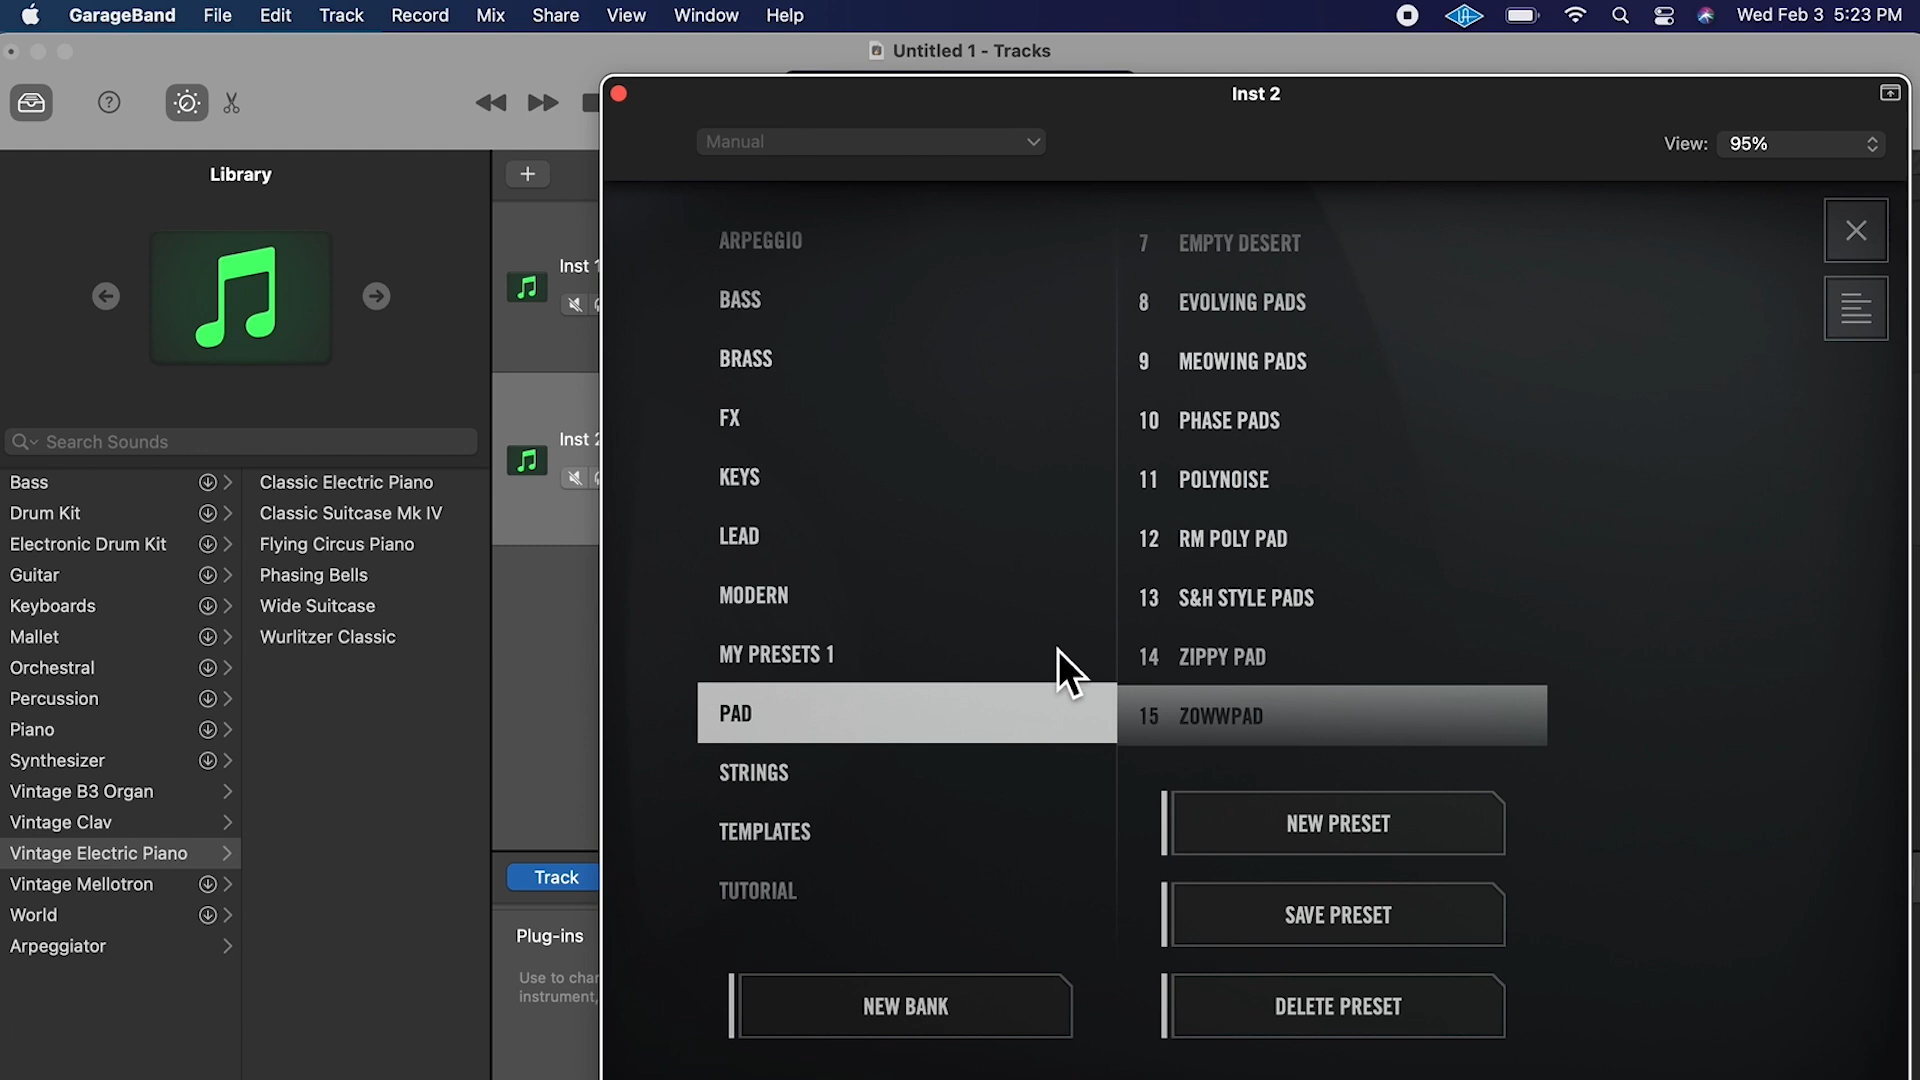 GarageBand File Edit Track Record Mix Share View Window Help Wed Feb 3 5:23 PM
Untitled 1 - Tracks
Inst 2
Manual
View: 95%
Library
Search Sounds
Bass
Drum Kit
Electronic Drum Kit
Guitar
Keyboards
Mallet
Orchestral
Percussion
Piano
Synthesizer
Vintage B3 Organ
Vintage Clav
Vintage Electric Piano
Vintage Mellotron
World
Arpeggiator
Classic Electric Piano
Classic Suitcase Mk IV
Flying Circus Piano
Phasing Bells
Wide Suitcase
Wurlitzer Classic
Inst 1
Inst 2
Track
Plug-ins
Use to
instrument,
ARPEGGIO
BASS
BRASS
FX
KEYS
LEAD
MODERN
MY PRESETS 1
PAD
STRINGS
TEMPLATES
TUTORIAL
NEW BANK
7 EMPTY DESERT
8 EVOLVING PADS
9 MEOWING PADS
10 PHASE PADS
11 POLYNOISE
12 RM POLY PAD
13 S&H STYLE PADS
14 ZIPPY PAD
15 ZOWWPAD
NEW PRESET
SAVE PRESET
DELETE PRESET